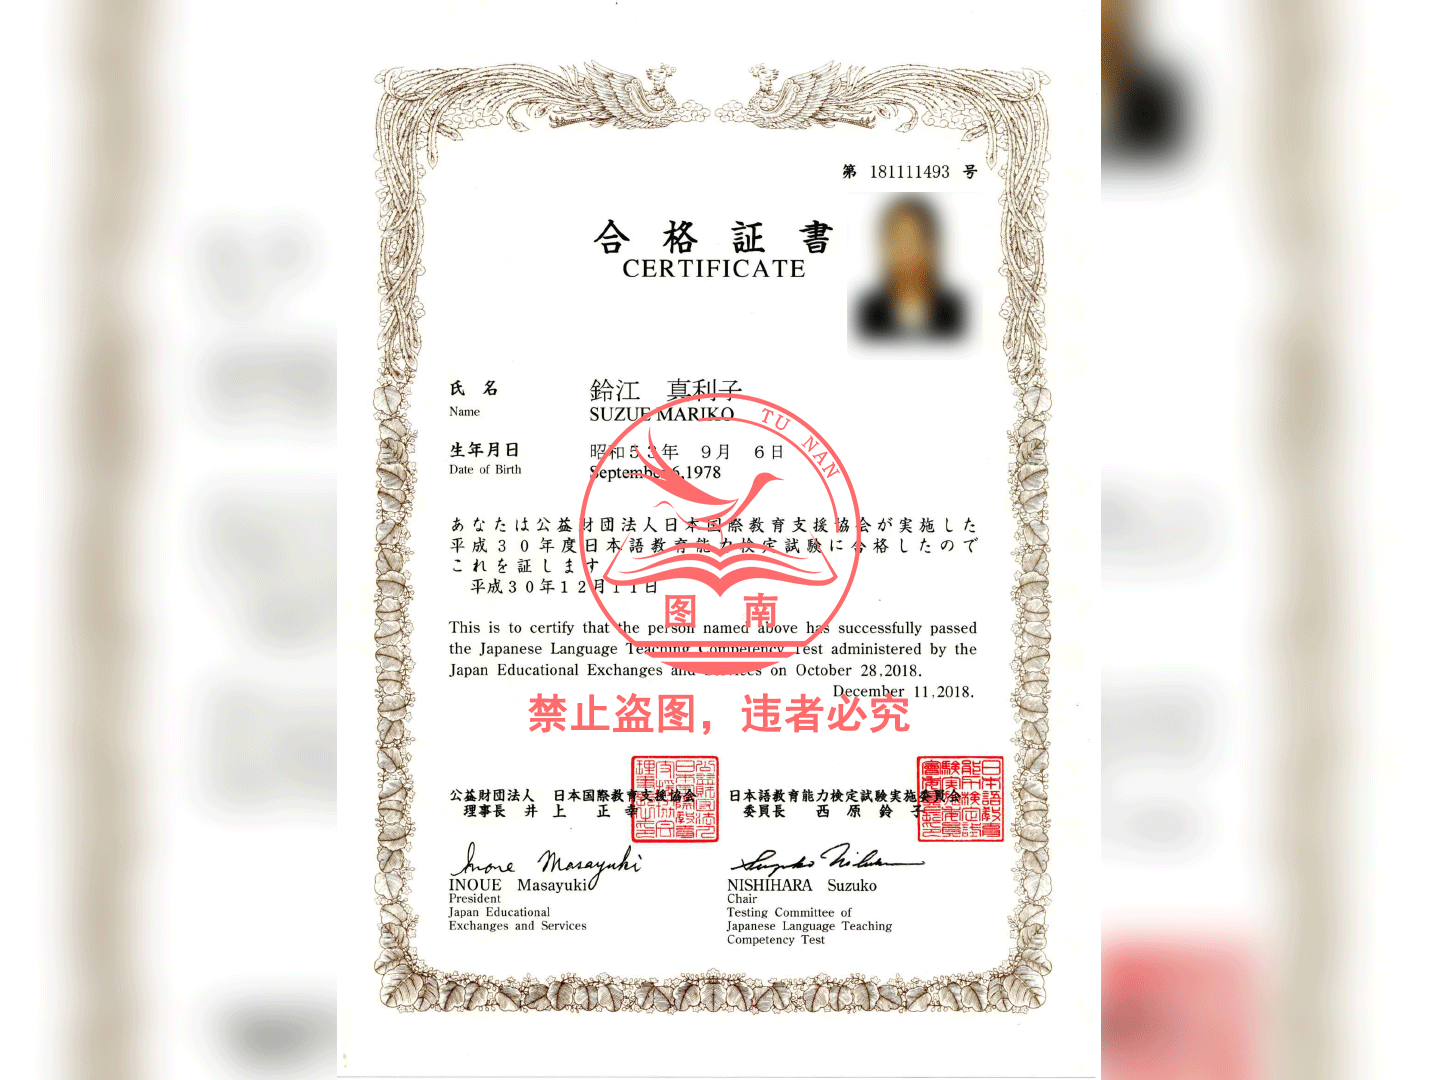 第 181111493 号
合格証書
CERTIFICATE
氏名 鈴江 真利子
Name SUZUE MARIKO
生年月日 昭和53年 9月 6日
Date of Birth September 6,1978
あなたは公益財団法人日本国際教育支援協会が実施した
平成30年度日本語教育能力検定試験に合格したので
これを証します
平成30年12月11日
This is to certify that the person named above has successfully passed
the Japanese Language Teaching Competency Test administered by the
Japan Educational Exchanges and Services on October 28,2018.
December 11,2018.
TU NAN
图南
禁止盗图，违者必究
公益財団法人 日本国際教育支援協会
理事長 井上 正幸
Inoue Masayuki
INOUE Masayuki
President
Japan Educational
Exchanges and Services
日本語教育能力検定試験実施委員会
委員長 西原 鈴子
NISHIHARA Suzuko
Chair
Testing Committee of
Japanese Language Teaching
Competency Test